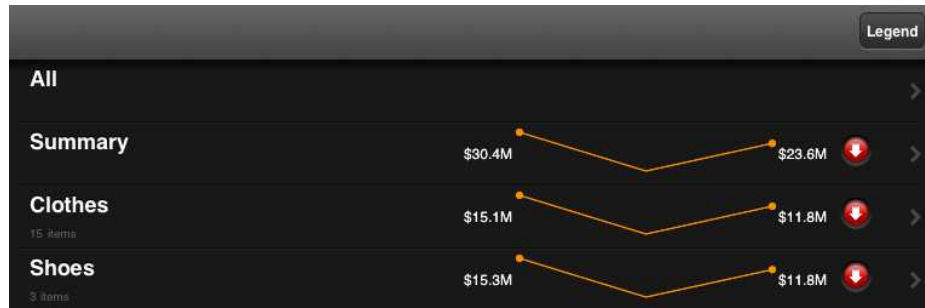 Legend
All
Summary
$30.4M $23.6M
Clothes
$15.1M $11.8M
15 items
Shoes
$15.3M $11.8M
3 items